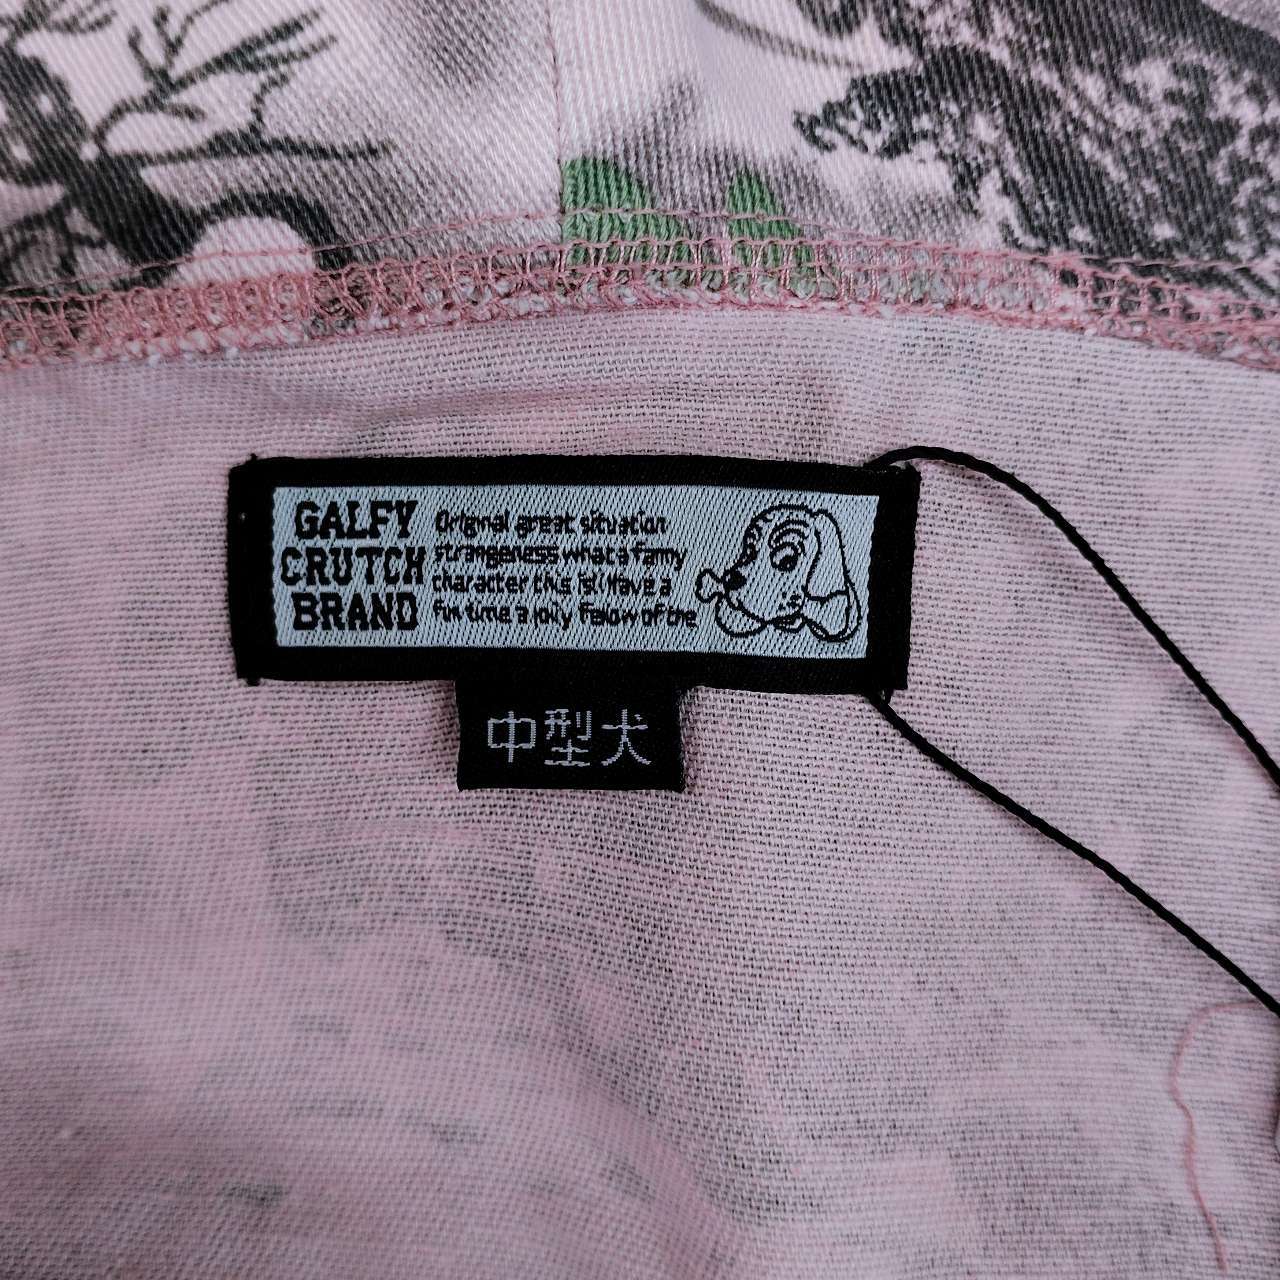 GALFY
CRUTCH
BRAND
Original great situation
strangeness what a fanny
character this is! Have a
fun time a jolly fellow of the
中型犬